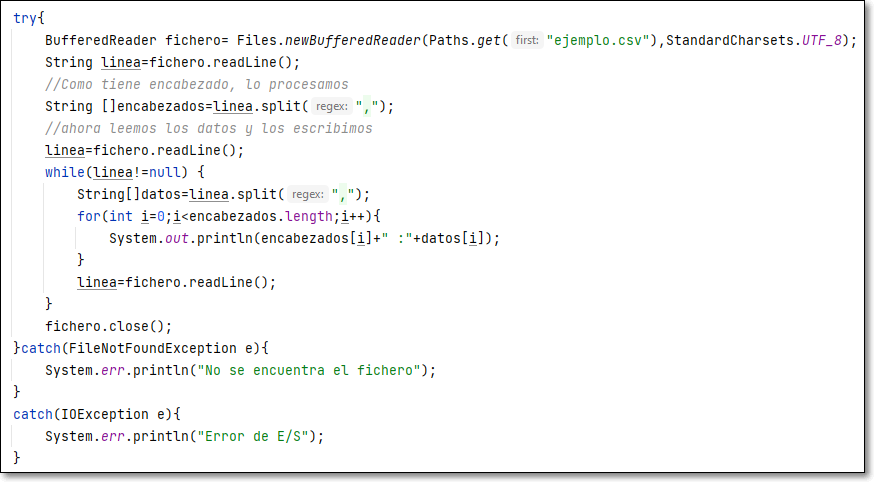 try{
BufferedReader fichero= Files.newBufferedReader(Paths.get( first: "ejemplo.csv"),StandardCharsets.UTF_8);
String linea=fichero.readLine();
//Como tiene encabezado, lo procesamos
String []encabezados=linea.split( regex: ",");
//ahora leemos los datos y los escribimos
linea=fichero.readLine();
while(linea!=null) {
String[]datos=linea.split( regex: ",");
for(int i=0;i<encabezados.length;i++){
System.out.println(encabezados[i]+" :"+datos[i]);
}
linea=fichero.readLine();
}
fichero.close();
}catch(FileNotFoundException e){
System.err.println("No se encuentra el fichero");
}
catch(IOException e){
System.err.println("Error de E/S");
}